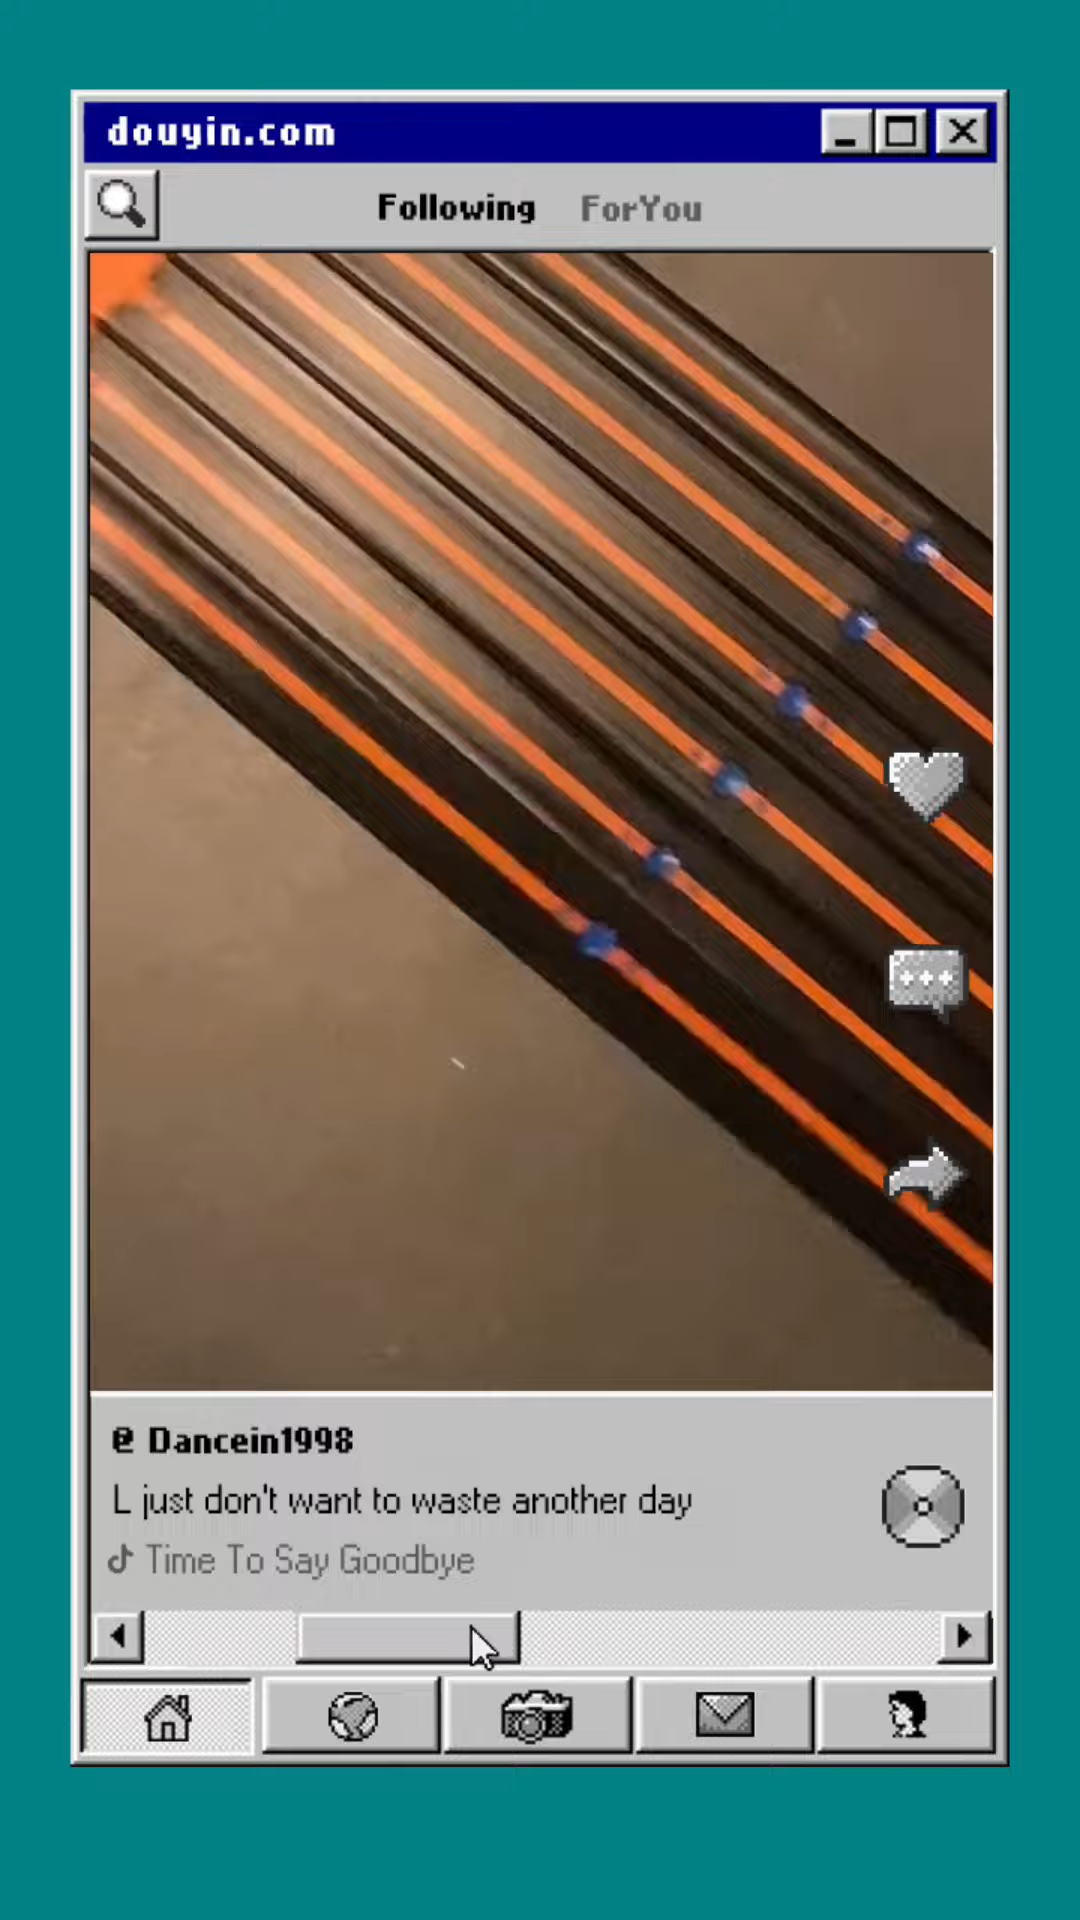 douyin.com
Following ForYou
@ Dancein1998
L just don't want to waste another day
Time To Say Goodbye